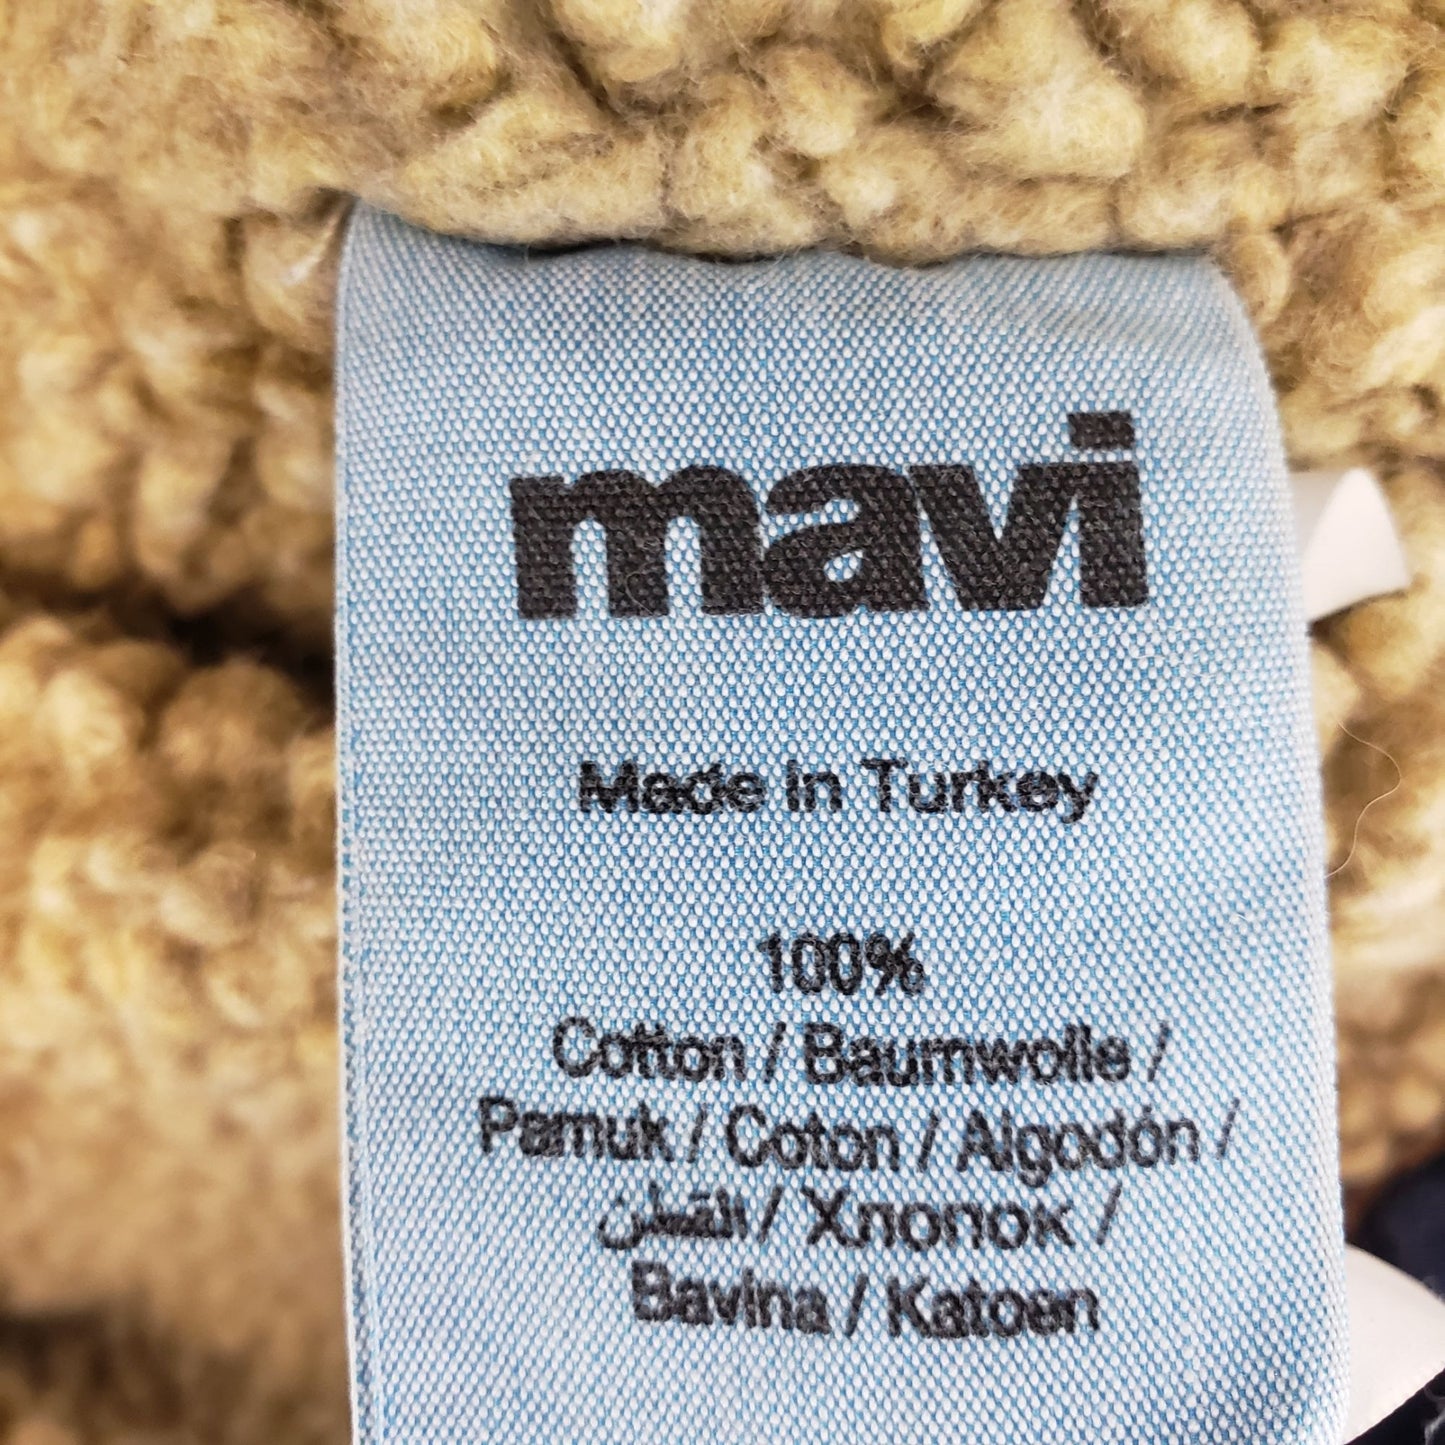 mavi
Made in Turkey
100%
Cotton / Baumwolle /
Pamuk / Coton / Algodón /
القطن / Хлопок /
Bavlna / Katoen